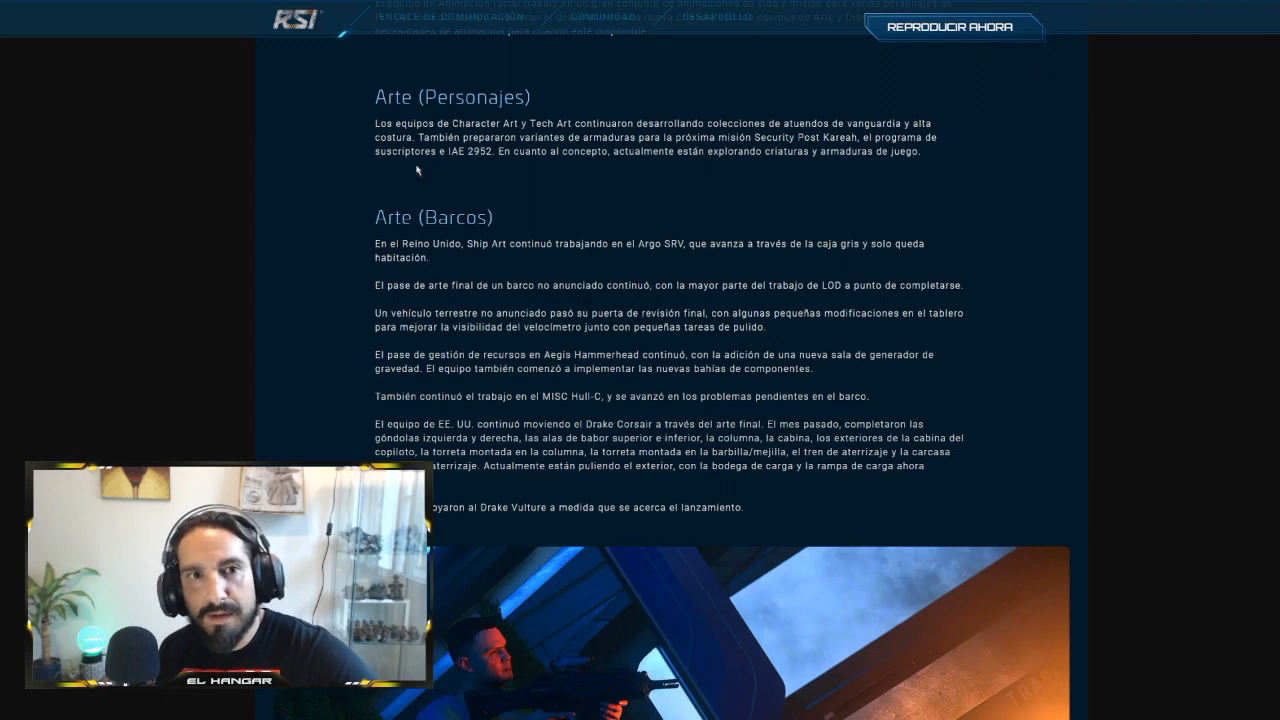 RSI
ENLACE DE COMUNICACIÓN
COMUNIDAD
DESARROLLO
REPRODUCIR AHORA
Arte (Personajes)
Los equipos de Character Art y Tech Art continuaron desarrollando colecciones de atuendos de vanguardia y alta
costura. También prepararon variantes de armaduras para la próxima misión Security Post Kareah, el programa de
suscriptores e IAE 2952. En cuanto al concepto, actualmente están explorando criaturas y armaduras de juego.
Arte (Barcos)
En el Reino Unido, Ship Art continuó trabajando en el Argo SRV, que avanza a través de la caja gris y solo queda
habitación.
El pase de arte final de un barco no anunciado continuó, con la mayor parte del trabajo de LOD a punto de completarse.
Un vehículo terrestre no anunciado pasó su puerta de revisión final, con algunas pequeñas modificaciones en el tablero
para mejorar la visibilidad del velocímetro junto con pequeñas tareas de pulido.
El pase de gestión de recursos en Aegis Hammerhead continuó, con la adición de una nueva sala de generador de
gravedad. El equipo también comenzó a implementar las nuevas bahías de componentes.
También continuó el trabajo en el MISC Hull-C, y se avanzó en los problemas pendientes en el barco.
El equipo de EE. UU. continuó moviendo el Drake Corsair a través del arte final. El mes pasado, completaron las
góndolas izquierda y derecha, las alas de babor superior e inferior, la columna, la cabina, los exteriores de la cabina del
copiloto, la torreta montada en la columna, la torreta montada en la barbilla/mejilla, el tren de aterrizaje y la carcasa
aterrizaje. Actualmente están puliendo el exterior, con la bodega de carga y la rampa de carga ahora
al Drake Vulture a medida que se acerca el lanzamiento.
EL HANGAR